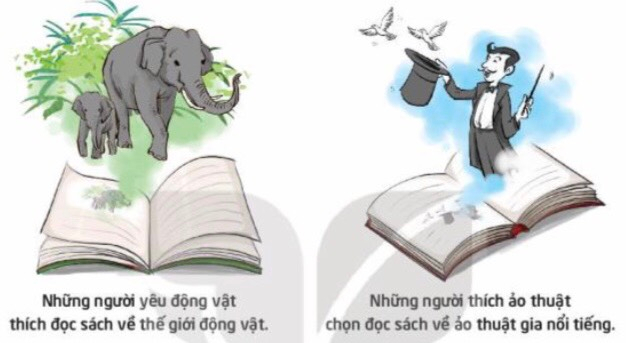 Những người yêu động vật
thích đọc sách về thế giới động vật.
Những người thích ảo thuật
chọn đọc sách về ảo thuật gia nổi tiếng.